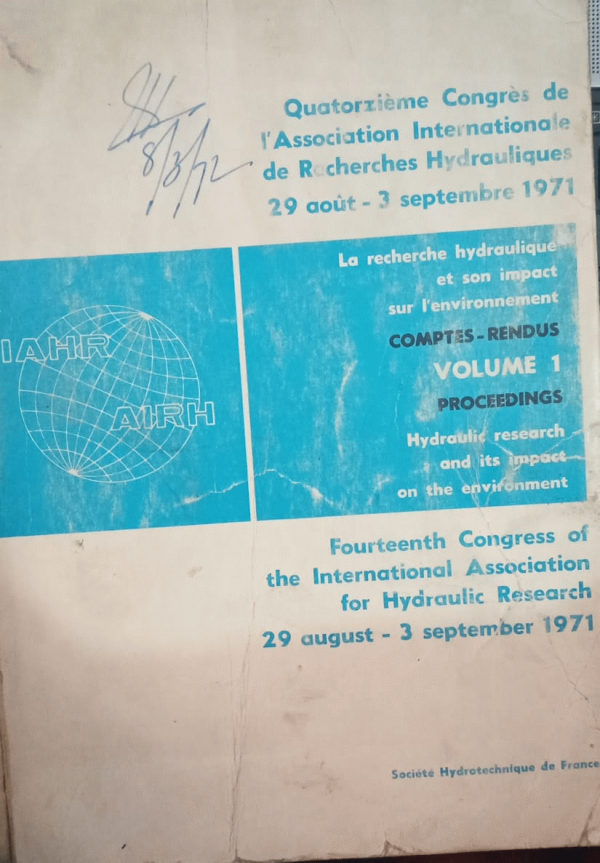 8/3/72
Quatorzième Congrès de
l'Association Internationale
de Recherches Hydrauliques
29 août - 3 septembre 1971
La recherche hydraulique
et son impact
sur l'environnement
COMPTES-RENDUS
VOLUME 1
PROCEEDINGS
Hydraulic research
and its impact
on the environment
IAHR
AIRH
Fourteenth Congress of
the International Association
for Hydraulic Research
29 august - 3 september 1971
Société Hydrotechnique de France